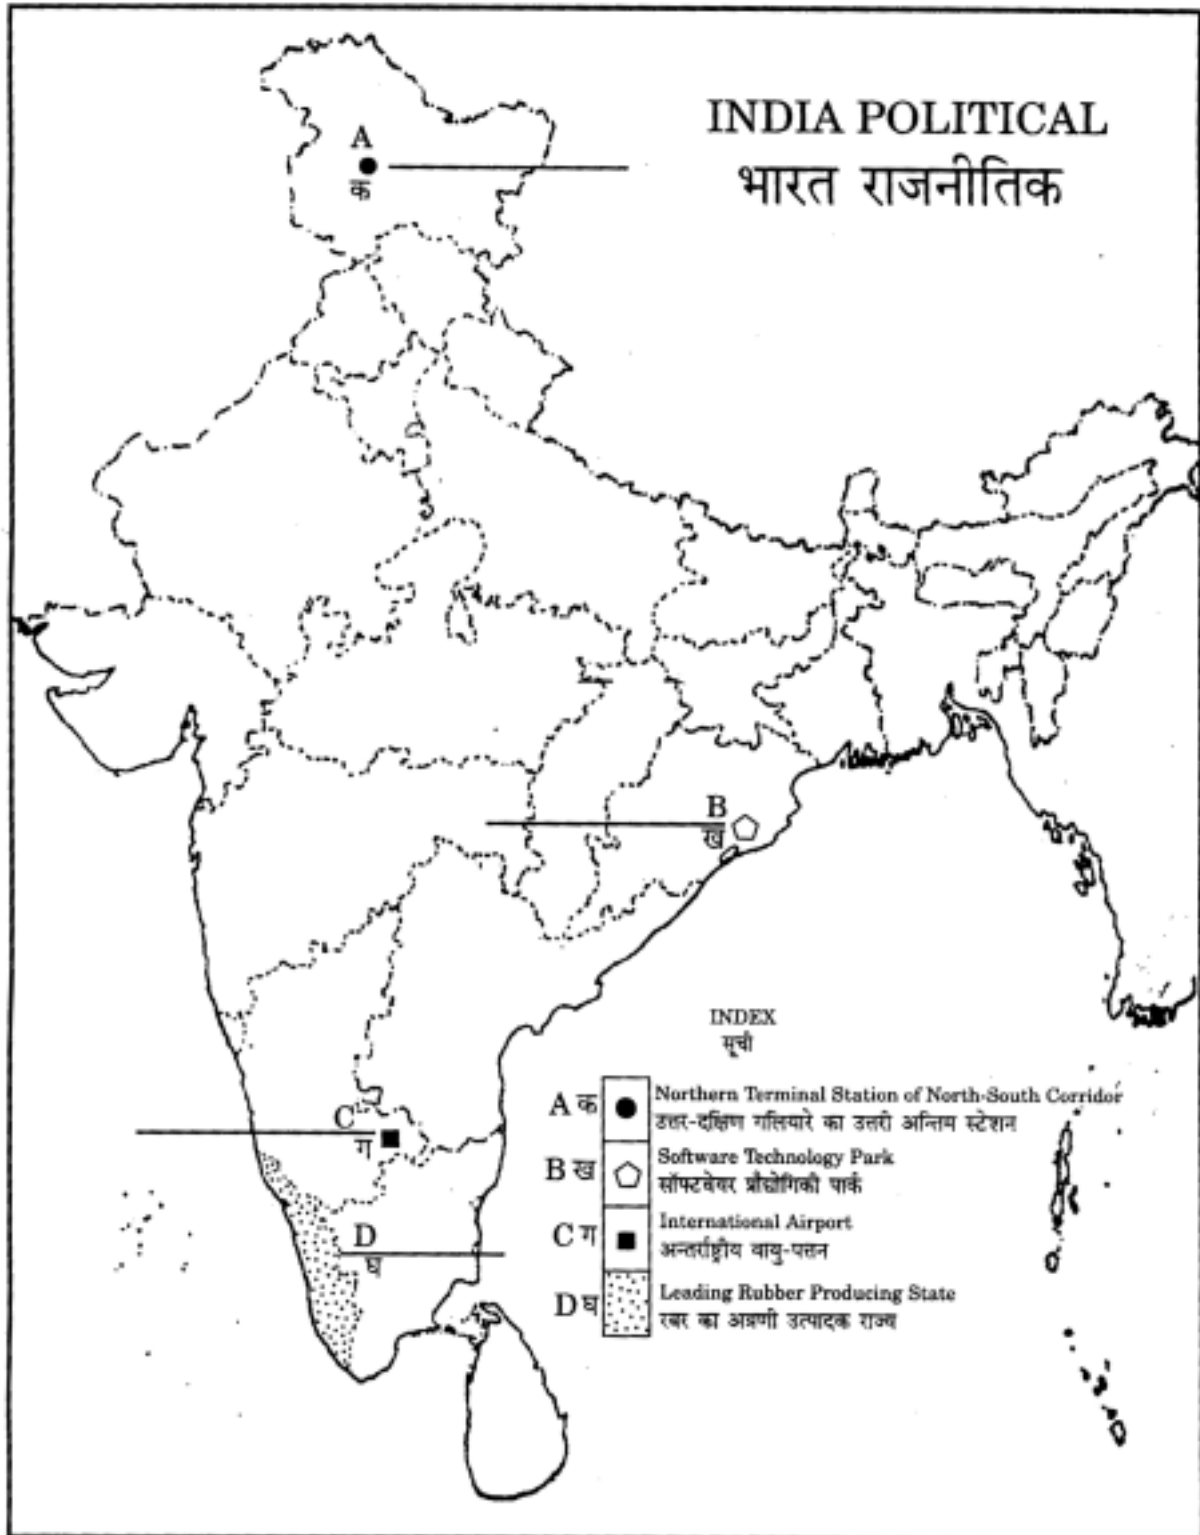 INDIA POLITICAL
भारत राजनीतिक
A
क
B
ख
C
ग
D
घ
INDEX
सूची
A क
Northern Terminal Station of North-South Corridor
उत्तर-दक्षिण गलियारे का उत्तरी अन्तिम स्टेशन
B ख
Software Technology Park
सॉफ्टवेयर प्रौद्योगिकी पार्क
C ग
International Airport
अन्तर्राष्ट्रीय वायु-पत्तन
D घ
Leading Rubber Producing State
रबर का अग्रणी उत्पादक राज्य